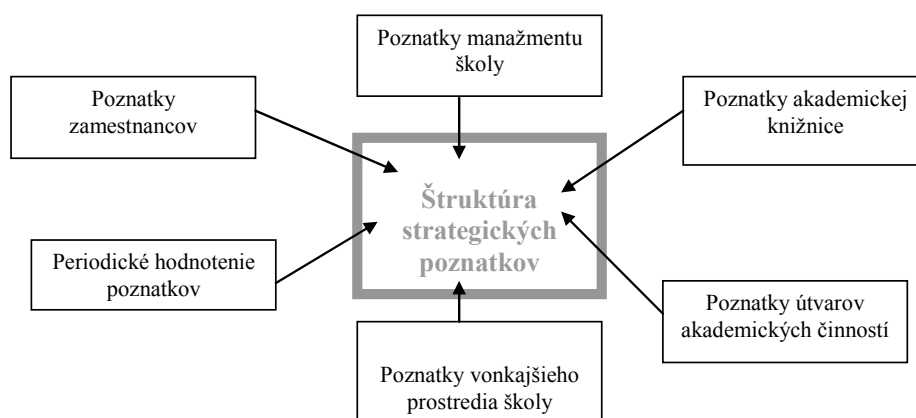 Poznatky manažmentu
školy
Poznatky
zamestnancov
Poznatky akademickej
knižnice
Štruktúra
strategických
poznatkov
Periodické hodnotenie
poznatkov
Poznatky útvarov
akademických činností
Poznatky vonkajšieho
prostredia školy